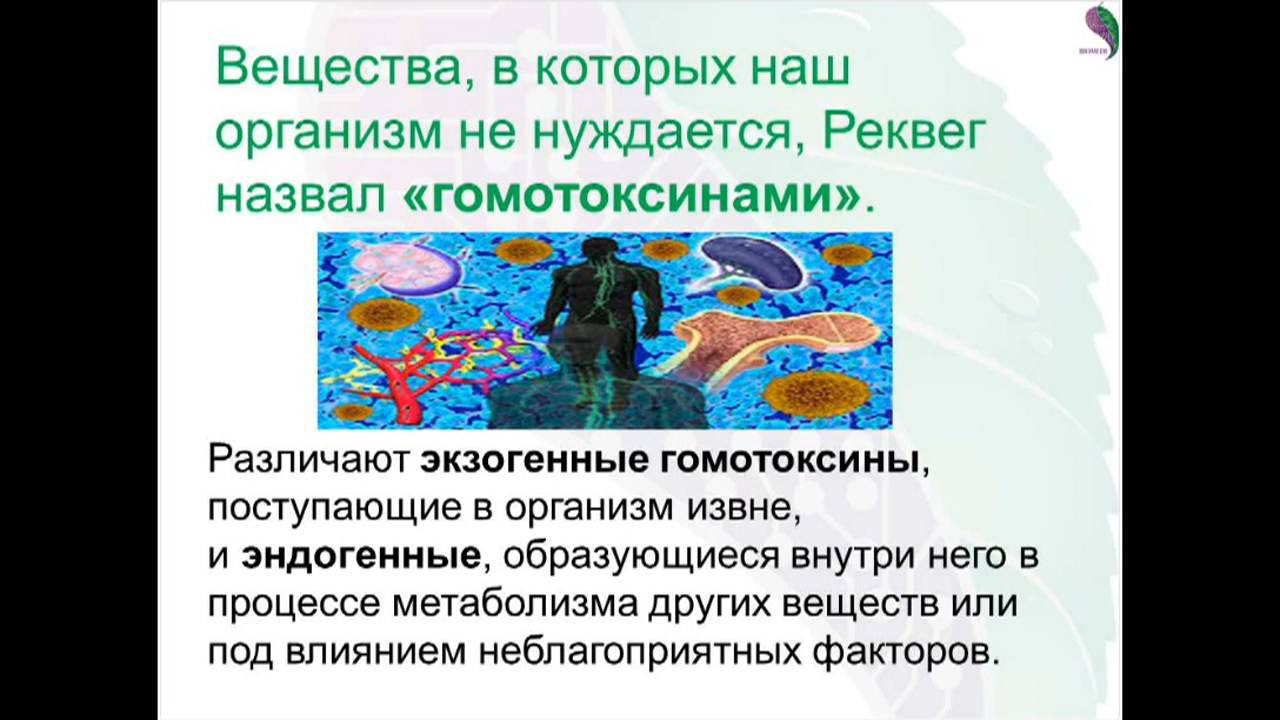 Вещества, в которых наш
организм не нуждается, Реквег
назвал «гомотоксинами».
Различают экзогенные гомотоксины,
поступающие в организм извне,
и эндогенные, образующиеся внутри него в
процессе метаболизма других веществ или
под влиянием неблагоприятных факторов.